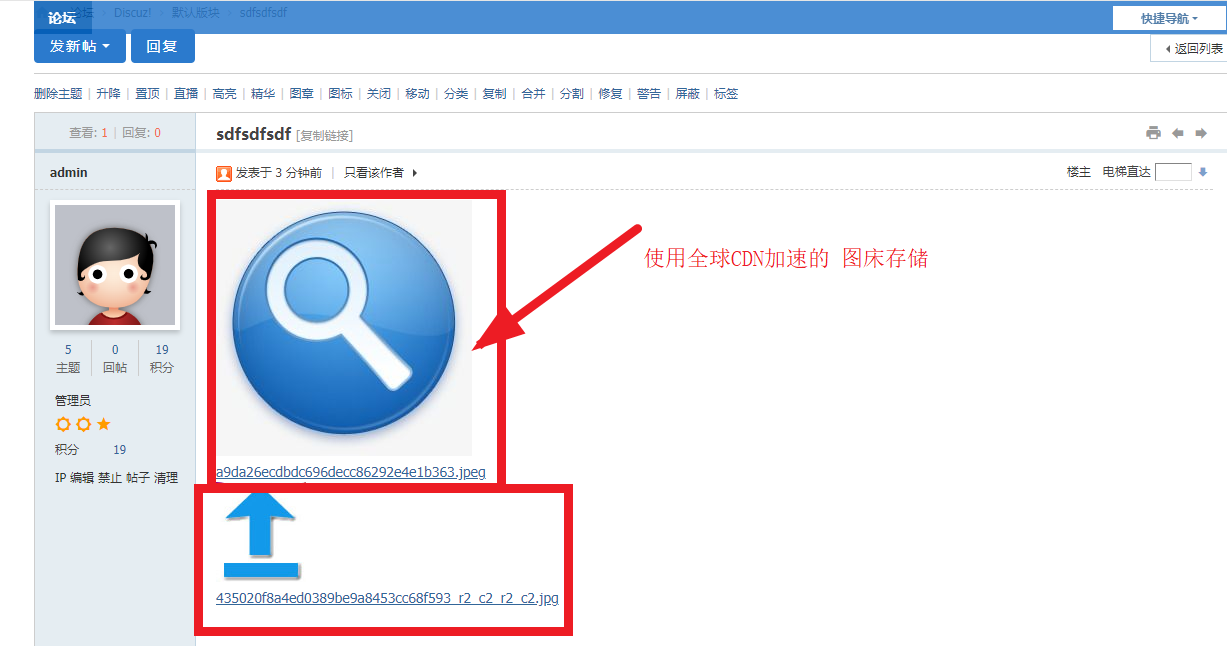 论坛
论坛 › Discuz! › 默认版块 › sdfsdfsdf
快捷导航
发新帖 回复
返回列表
删除主题 | 升降 | 置顶 | 直播 | 高亮 | 精华 | 图章 | 图标 | 关闭 | 移动 | 分类 | 复制 | 合并 | 分割 | 修复 | 警告 | 屏蔽 | 标签
查看: 1 | 回复: 0
sdfsdfsdf [复制链接]
admin
发表于 3 分钟前 | 只看该作者
楼主 电梯直达
使用全球CDN加速的 图床存储
5 0 19
主题 回帖 积分
管理员
积分 19
IP 编辑 禁止 帖子 清理
a9da26ecdbdc696decc86292e4e1b363.jpeg
435020f8a4ed0389be9a8453cc68f593_r2_c2_r2_c2.jpg